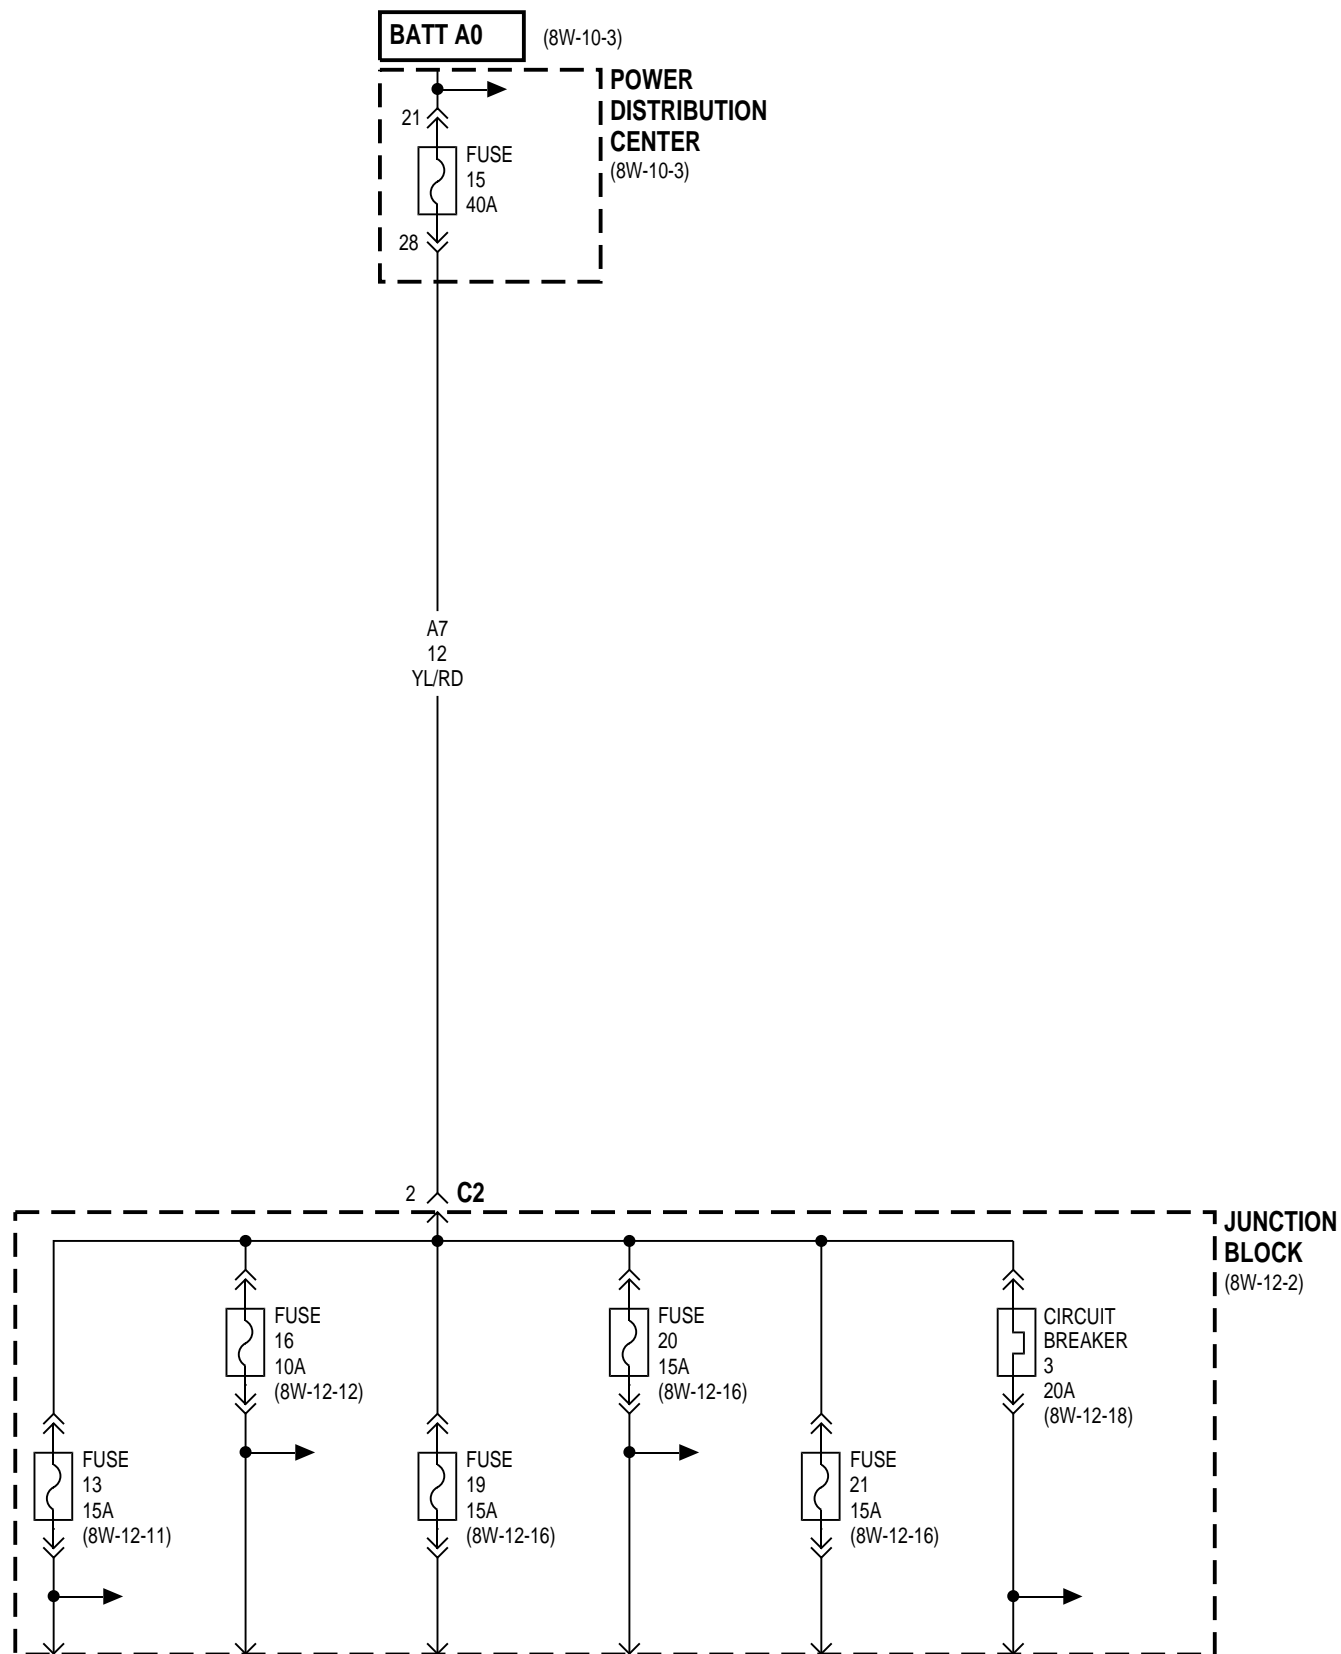 BATT A0
(8W-10-3)
POWER
DISTRIBUTION
CENTER
(8W-10-3)
21
FUSE
15
40A
28
A7
12
YL/RD
2
C2
JUNCTION
BLOCK
(8W-12-2)
FUSE
16
10A
(8W-12-12)
FUSE
20
15A
(8W-12-16)
CIRCUIT
BREAKER
3
20A
(8W-12-18)
FUSE
13
15A
(8W-12-11)
FUSE
19
15A
(8W-12-16)
FUSE
21
15A
(8W-12-16)